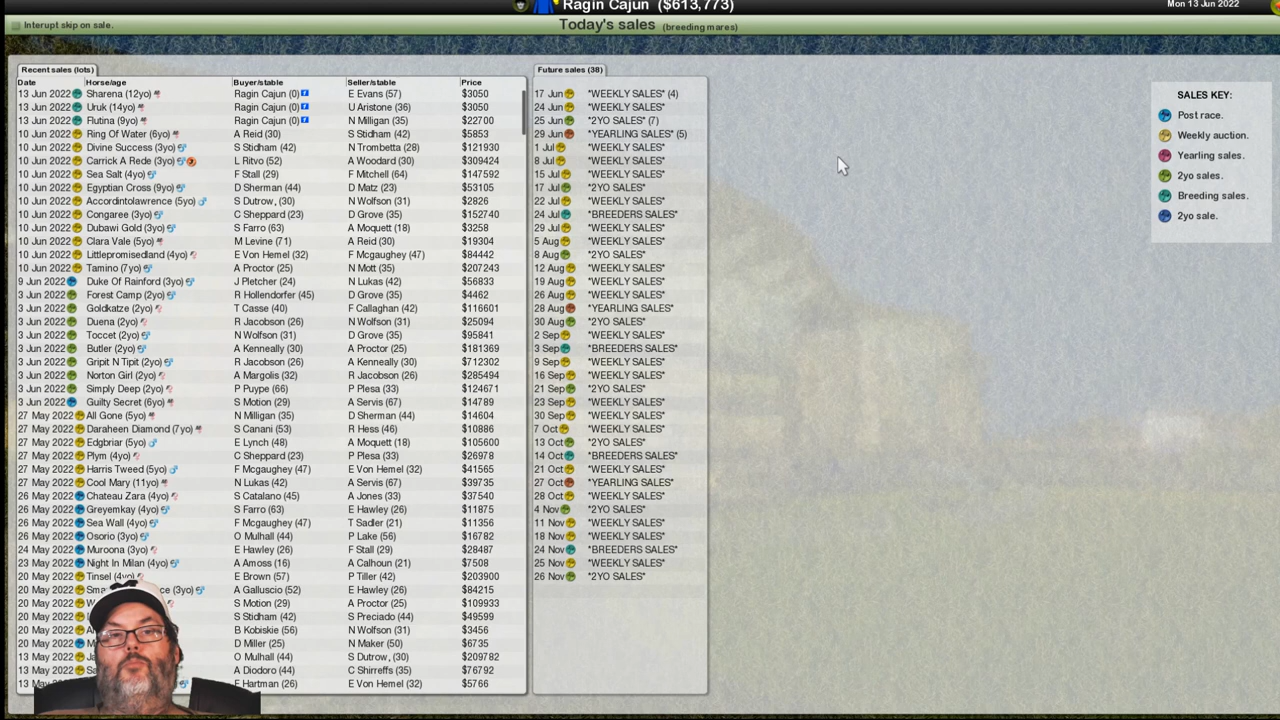 Ragin Cajun ($613,773)
Mon 13 Jun 2022
Interupt skip on sale.
Today's sales (breeding mares)
Recent sales (lots)
Date Horse/age Buyer/stable Seller/stable Price
13 Jun 2022 Sharena (12yo) Ragin Cajun (0) E Evans (57) $3050
13 Jun 2022 Uruk (14yo) Ragin Cajun (0) U Aristone (36) $3050
13 Jun 2022 Flutina (9yo) Ragin Cajun (0) N Milligan (35) $22700
10 Jun 2022 Ring Of Water (6yo) A Reid (30) S Stidham (42) $5853
10 Jun 2022 Divine Success (3yo) S Stidham (42) N Trombetta (28) $121930
10 Jun 2022 Carrick A Rede (3yo) L Ritvo (52) A Woodard (30) $309424
10 Jun 2022 Sea Salt (4yo) F Stall (29) F Mitchell (64) $147592
10 Jun 2022 Egyptian Cross (9yo) D Sherman (44) D Matz (23) $53105
10 Jun 2022 Accordintolawrence (5yo) S Dutrow, (30) N Wolfson (31) $2826
10 Jun 2022 Congaree (3yo) C Sheppard (23) D Grove (35) $152740
10 Jun 2022 Dubawi Gold (3yo) S Farro (63) A Moquett (18) $3258
10 Jun 2022 Clara Vale (5yo) M Levine (71) A Reid (30) $19304
10 Jun 2022 Littlepromisedland (4yo) E Von Hemel (32) F Mcgaughey (47) $84442
10 Jun 2022 Tamino (7yo) A Proctor (25) N Mott (35) $207243
9 Jun 2022 Duke Of Rainford (3yo) J Pletcher (24) N Lukas (42) $56833
3 Jun 2022 Forest Camp (2yo) R Hollendorfer (45) D Grove (35) $4462
3 Jun 2022 Goldkatze (2yo) T Casse (40) F Callaghan (42) $116601
3 Jun 2022 Duena (2yo) R Jacobson (26) N Wolfson (31) $25094
3 Jun 2022 Toccet (2yo) N Wolfson (31) D Grove (35) $95841
3 Jun 2022 Butler (2yo) A Kenneally (30) A Proctor (25) $181369
3 Jun 2022 Gripit N Tipit (2yo) R Jacobson (26) A Kenneally (30) $712302
3 Jun 2022 Norton Girl (2yo) A Margolis (32) R Jacobson (26) $285494
3 Jun 2022 Simply Deep (2yo) P Puype (66) R Plesa (33) $124671
3 Jun 2022 Guilty Secret (6yo) S Motion (29) A Servis (67) $14789
27 May 2022 All Gone (5yo) N Milligan (35) D Sherman (44) $14604
27 May 2022 Daraheen Diamond (7yo) S Canani (53) R Hess (46) $10886
27 May 2022 Edgbriar (5yo) E Lynch (48) A Moquett (18) $105600
27 May 2022 Plym (4yo) C Sheppard (23) P Plesa (33) $26978
27 May 2022 Harris Tweed (5yo) F Mcgaughey (47) E Von Hemel (32) $41565
27 May 2022 Cool Mary (11yo) N Lukas (42) A Servis (67) $39735
26 May 2022 Chateau Zara (4yo) S Catalano (45) A Jones (33) $37540
26 May 2022 Greyemkay (4yo) S Farro (63) E Hawley (26) $11875
26 May 2022 Sea Wall (4yo) F Mcgaughey (47) T Sadler (21) $11356
26 May 2022 Osorio (3yo) O Mulhall (44) P Lake (56) $16782
24 May 2022 Muroona (3yo) E Hawley (26) F Stall (29) $28487
23 May 2022 Night In Milan (4yo) A Amoss (16) A Calhoun (21) $7508
20 May 2022 Tinsel (4yo) E Brown (57) P Tiller (42) $203900
20 May 2022 (3yo) A Galluscio (52) E Hawley (26) $84215
20 May 2022 S Motion (29) A Proctor (25) $109933
20 May 2022 S Stidham (42) S Preciado (44) $49599
20 May 2022 B Kobiskie (56) N Wolfson (31) $3456
20 May 2022 D Miller (25) N Maker (50) $6735
13 May 2022 O Mulhall (44) S Dutrow, (30) $209782
13 May 2022 A Diodoro (44) C Shirreffs (35) $76792
13 May 2022 F Hartman (26) E Von Hemel (32) $5766
Future sales (38)
17 Jun *WEEKLY SALES* (4)
24 Jun *WEEKLY SALES*
25 Jun *2YO SALES* (7)
29 Jun *YEARLING SALES* (5)
1 Jul *WEEKLY SALES*
8 Jul *WEEKLY SALES*
15 Jul *WEEKLY SALES*
17 Jul *2YO SALES*
22 Jul *WEEKLY SALES*
24 Jul *BREEDERS SALES*
29 Jul *WEEKLY SALES*
5 Aug *WEEKLY SALES*
8 Aug *2YO SALES*
12 Aug *WEEKLY SALES*
19 Aug *WEEKLY SALES*
26 Aug *WEEKLY SALES*
28 Aug *YEARLING SALES*
30 Aug *2YO SALES*
2 Sep *WEEKLY SALES*
3 Sep *BREEDERS SALES*
9 Sep *WEEKLY SALES*
16 Sep *WEEKLY SALES*
21 Sep *2YO SALES*
23 Sep *WEEKLY SALES*
30 Sep *WEEKLY SALES*
7 Oct *WEEKLY SALES*
13 Oct *2YO SALES*
14 Oct *BREEDERS SALES*
21 Oct *WEEKLY SALES*
27 Oct *YEARLING SALES*
28 Oct *WEEKLY SALES*
4 Nov *2YO SALES*
11 Nov *WEEKLY SALES*
18 Nov *WEEKLY SALES*
24 Nov *BREEDERS SALES*
25 Nov *WEEKLY SALES*
26 Nov *2YO SALES*
SALES KEY:
Post race.
Weekly auction.
Yearling sales.
2yo sales.
Breeding sales.
2yo sale.